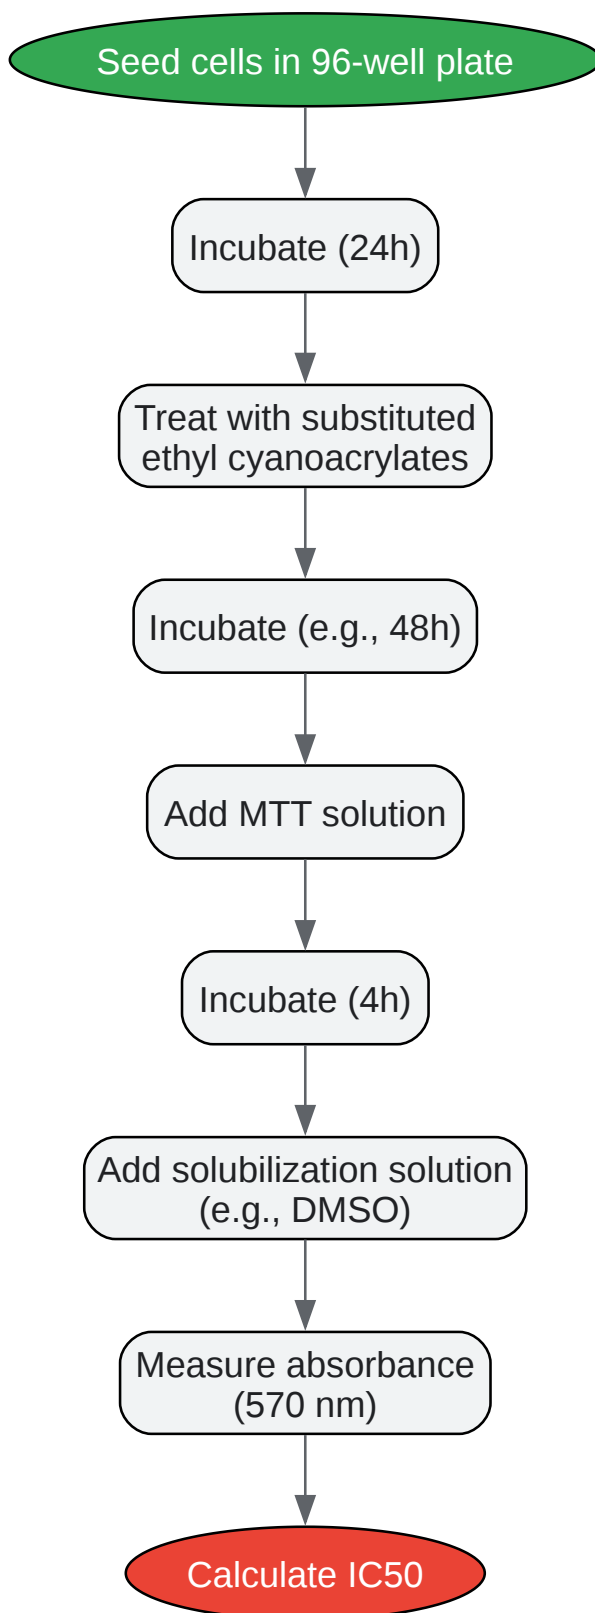 Seed cells in 96-well plate
Incubate (24h)
Treat with substituted
ethyl cyanoacrylates
Incubate (e.g., 48h)
Add MTT solution
Incubate (4h)
Add solubilization solution
(e.g., DMSO)
Measure absorbance
(570 nm)
Calculate IC50